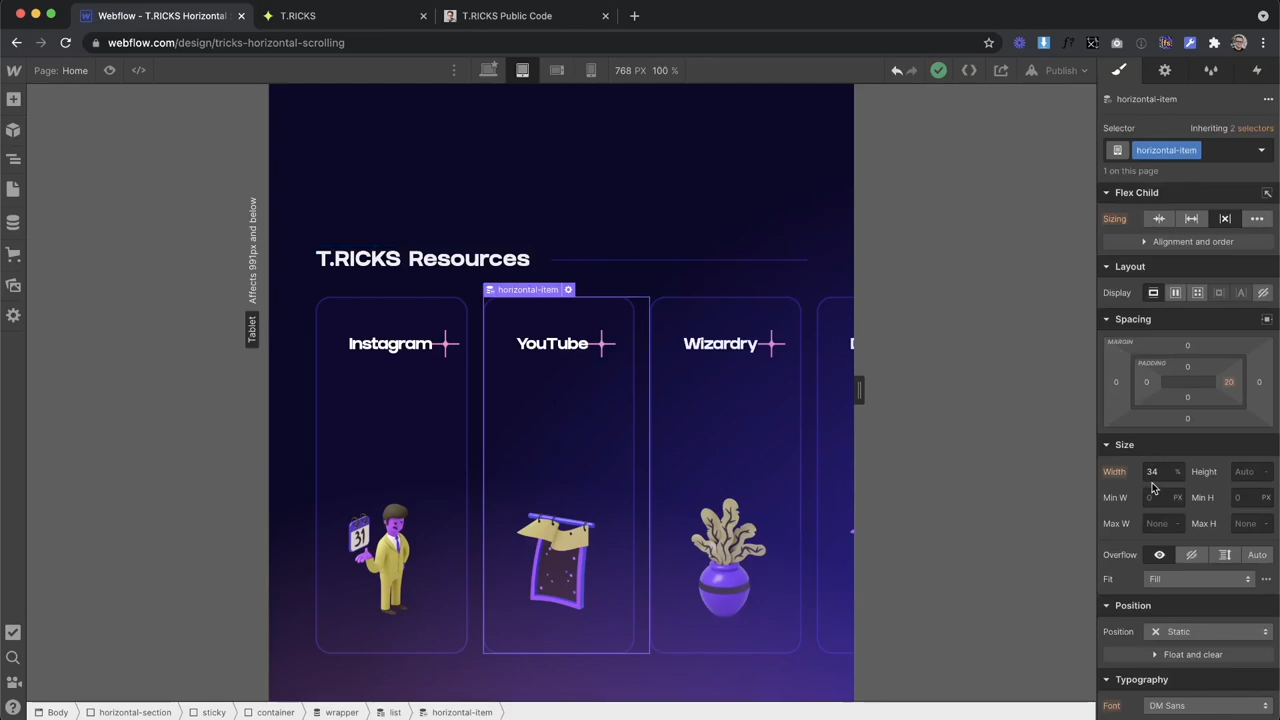 Webflow - T.RICKS Horizontal
T.RICKS
T.RICKS Public Code
webflow.com/design/tricks-horizontal-scrolling
Page: Home
768 PX 100 %
Publish
horizontal-item
Selector
Inheriting 2 selectors
horizontal-item
1 on this page
Flex Child
Sizing
Alignment and order
Layout
Display
Spacing
MARGIN
0
PADDING
0
0
0
20
0
0
0
Size
Width
34
%
Height
Auto
-
Min W
0
PX
Min H
0
PX
Max W
None
-
Max H
None
-
Overflow
Auto
Fit
Fill
Position
Position
Static
Float and clear
Typography
Font
DM Sans
Affects 991px and below
Tablet
T.RICKS Resources
horizontal-item
Instagram
YouTube
Wizardry
31
Body
horizontal-section
sticky
container
wrapper
list
horizontal-item